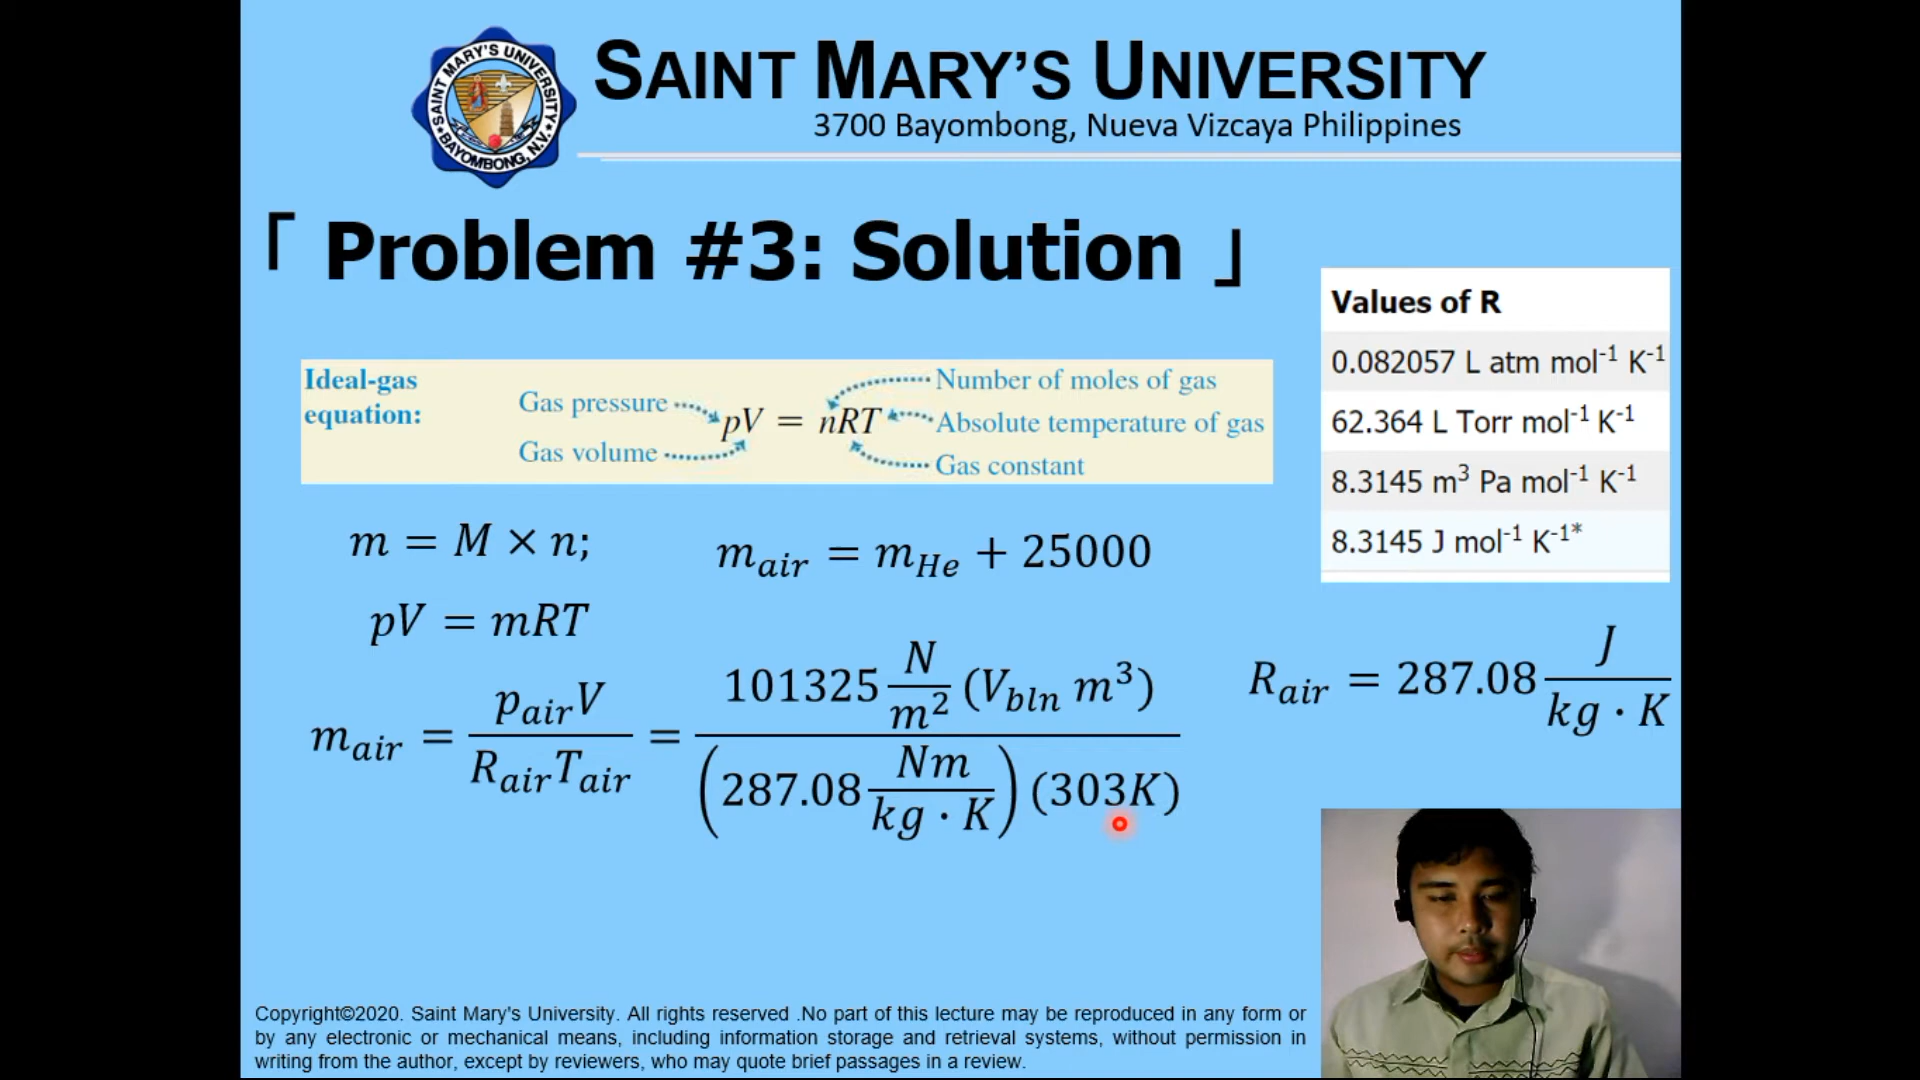 SAINT MARY'S UNIVERSITY
BAYOMBONG, N.V.
SAINT MARY'S UNIVERSITY
3700 Bayombong, Nueva Vizcaya Philippines
「 Problem #3: Solution 」
Values of R
0.082057 L atm mol⁻¹ K⁻¹
62.364 L Torr mol⁻¹ K⁻¹
8.3145 m³ Pa mol⁻¹ K⁻¹
8.3145 J mol⁻¹ K⁻¹*
Ideal-gas equation:
Gas pressure
Gas volume
pV = nRT
Number of moles of gas
Absolute temperature of gas
Gas constant
m = M × n;
m_air = m_He + 25000
pV = mRT
m_air = p_air V / R_air T_air = 101325 N/m² (V_bln m³) / (287.08 Nm/kg · K) (303K)
R_air = 287.08 J/kg · K
Copyright©2020. Saint Mary's University. All rights reserved .No part of this lecture may be reproduced in any form or
by any electronic or mechanical means, including information storage and retrieval systems, without permission in
writing from the author, except by reviewers, who may quote brief passages in a review.